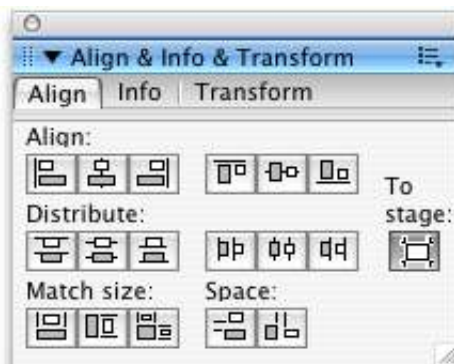 Align & Info & Transform
Align Info Transform
Align:
To stage:
Distribute:
Match size: Space: